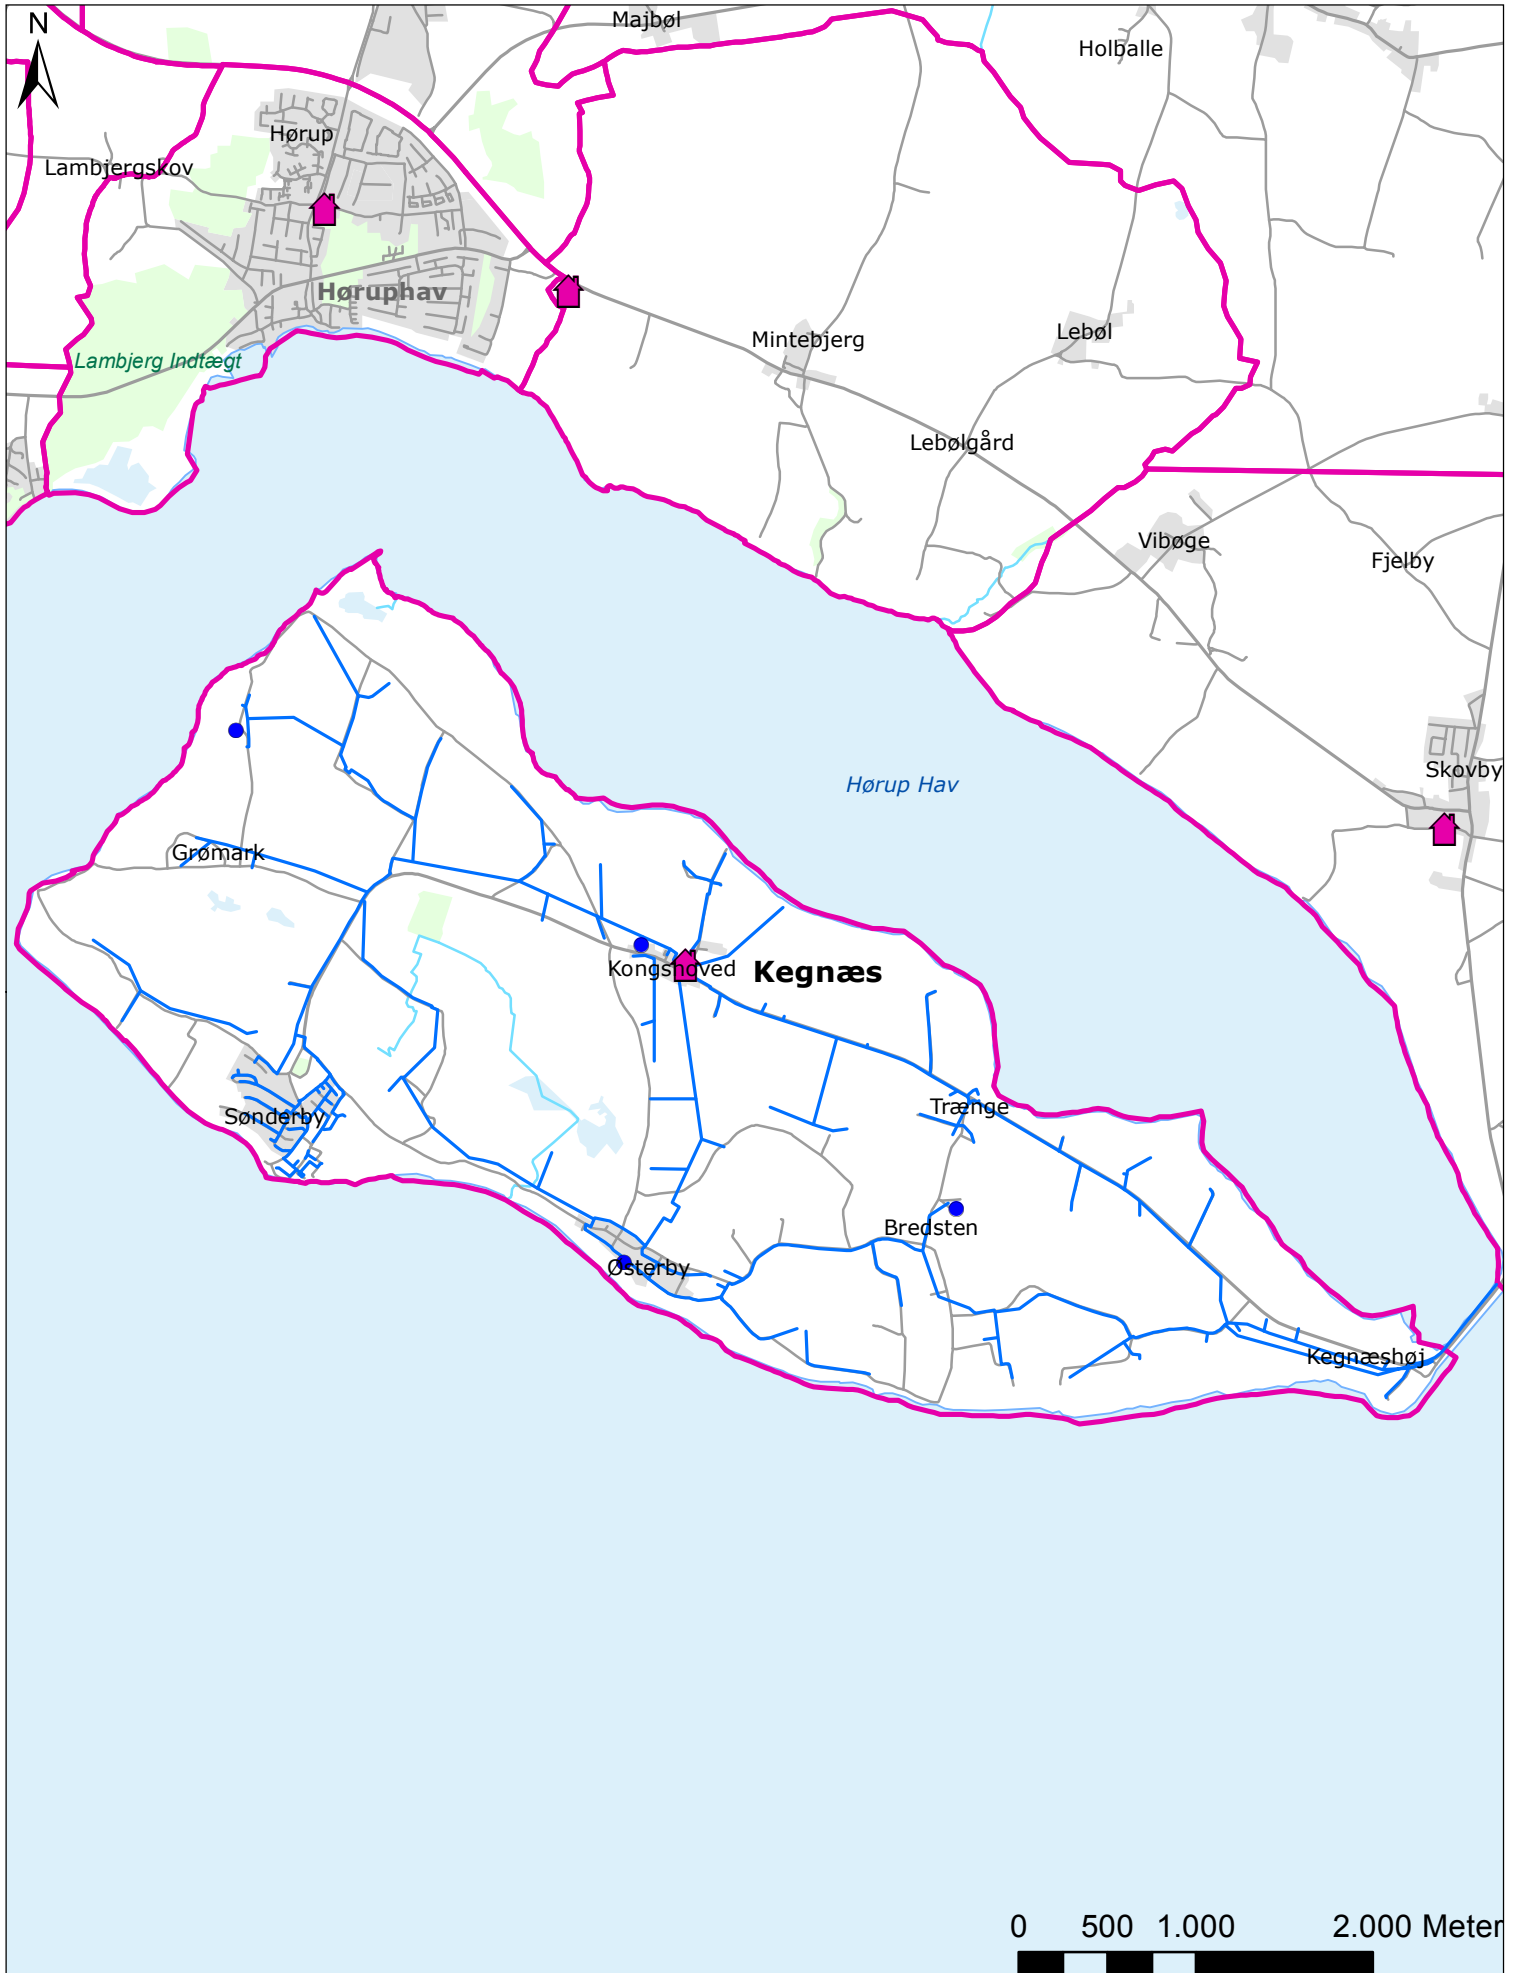 N
Majbøl
Holballe
Hørup
Lambjergskov
Høruphav
Mintebjerg
Lebøl
Lambjerg Indtægt
Lebølgård
Vibøge
Fjelby
Skovby
Hørup Hav
Grømark
Kongshoved
Kegnæs
Trænge
Sønderby
Bredsten
Østerby
Kegnæshøj
0 500 1.000 2.000 Meter